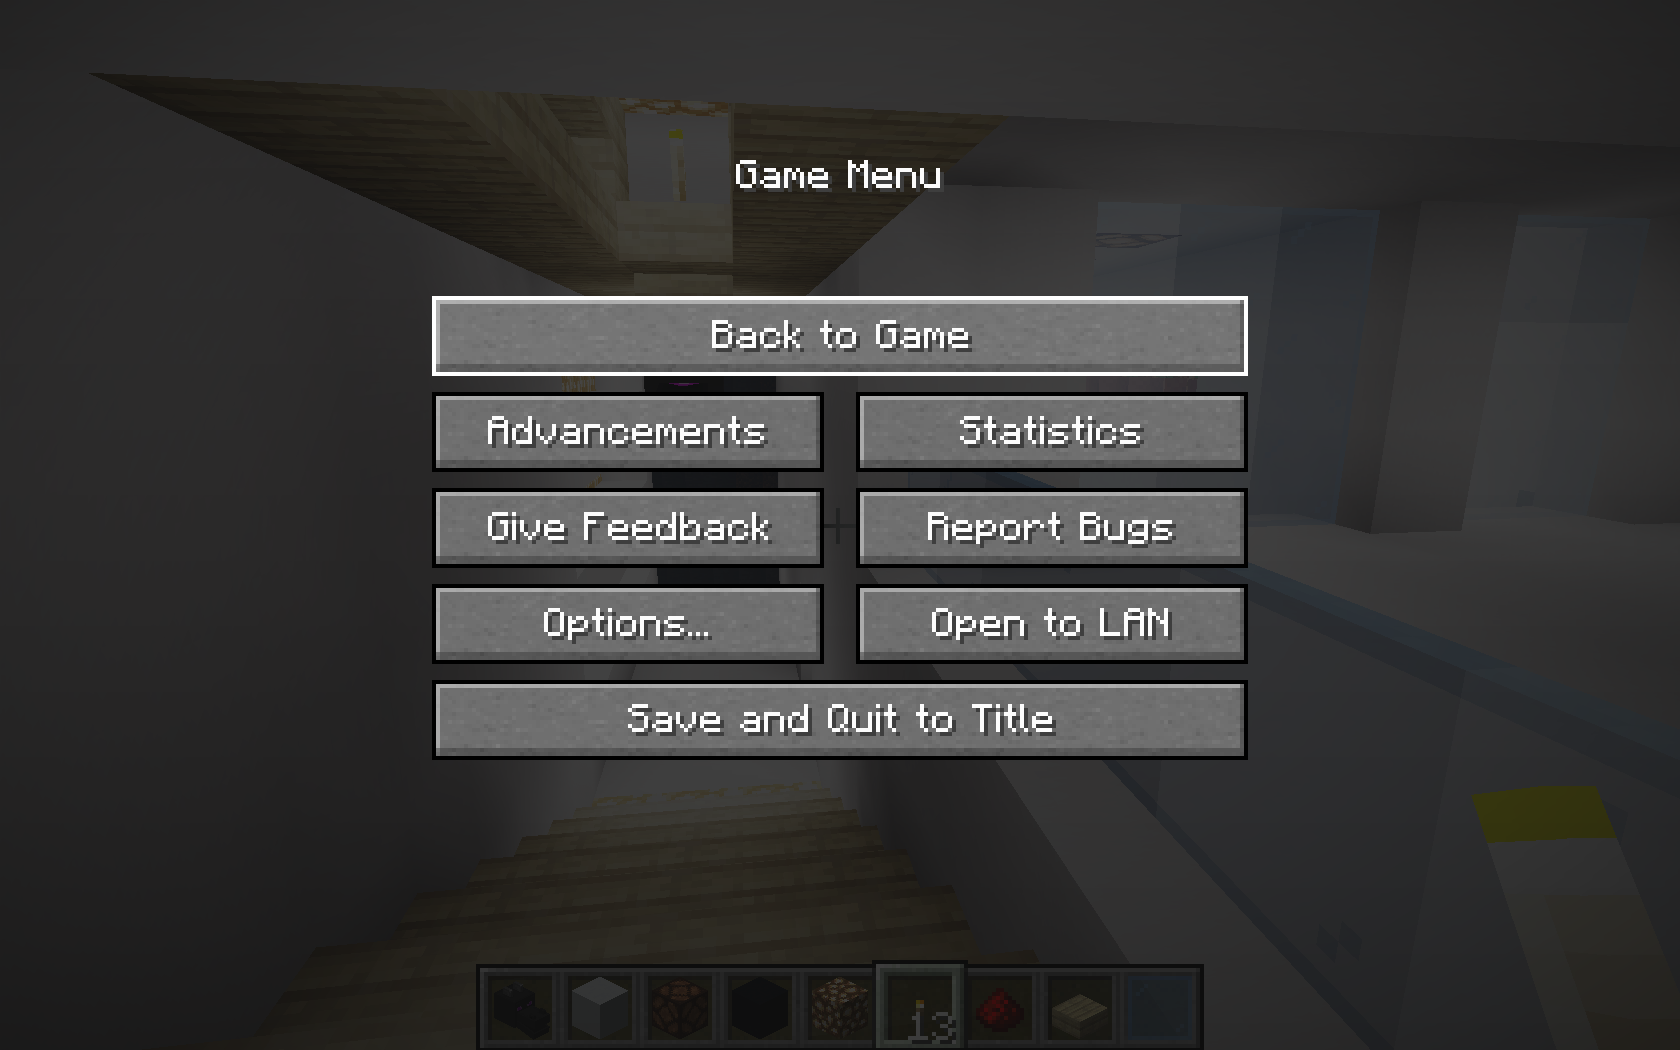 Game Menu
Back to Game
Advancements
Statistics
Give Feedback
Report Bugs
Options...
Open to LAN
Save and Quit to Title
13